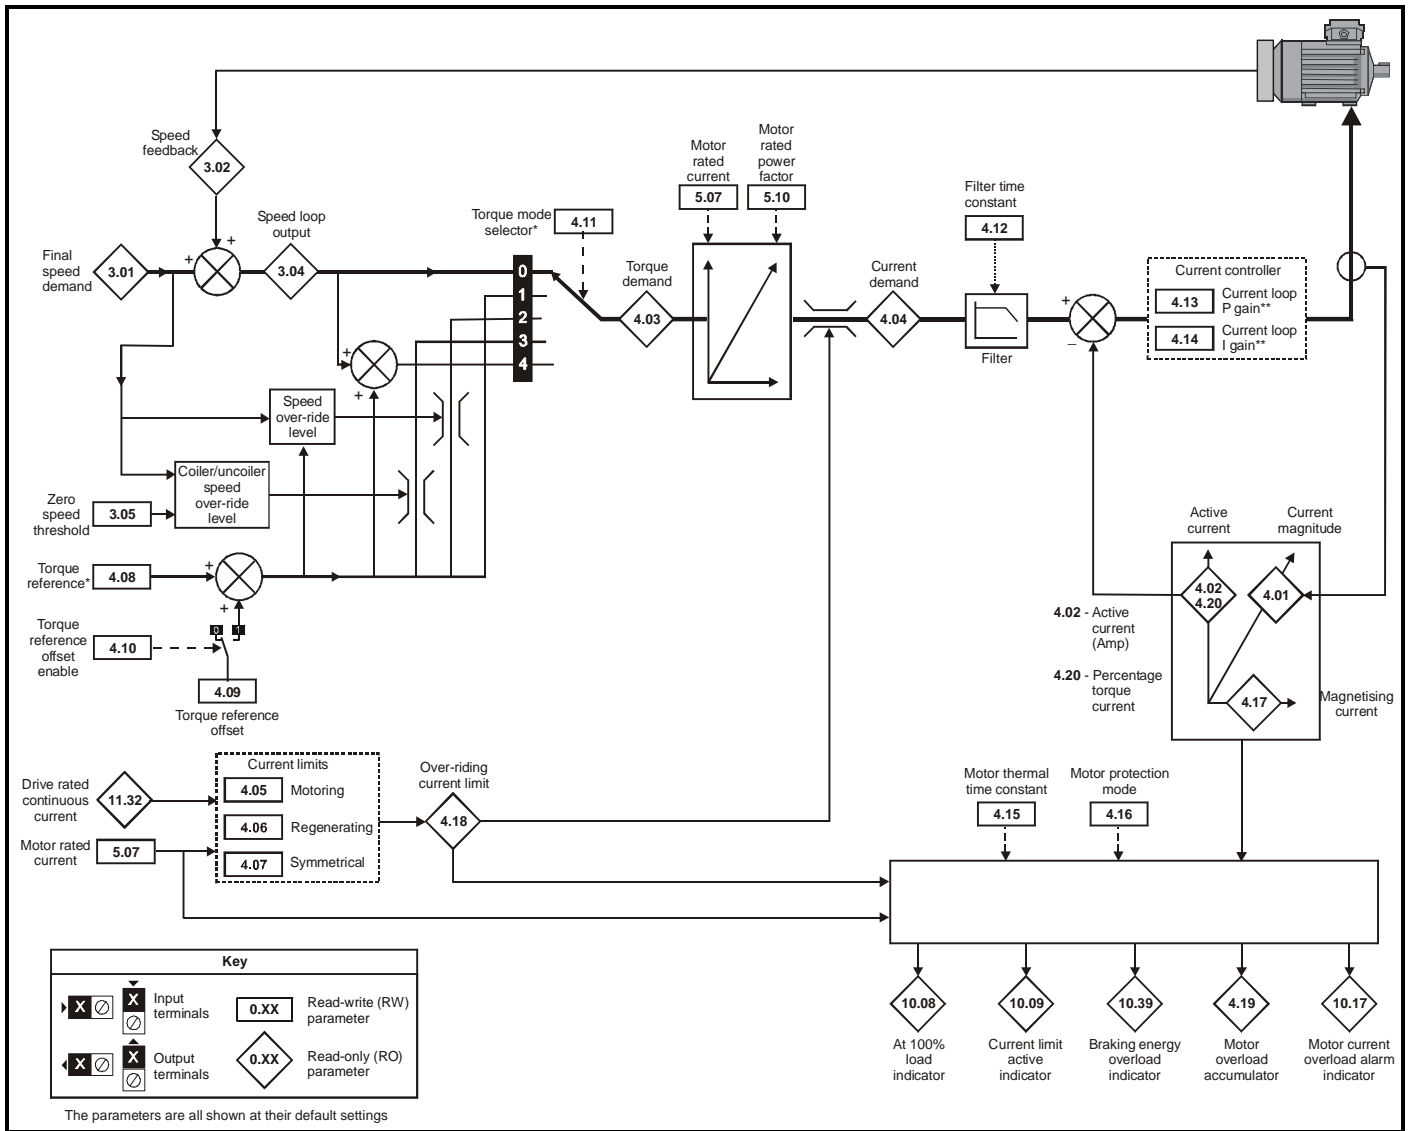 Speed
feedback
3.02
Final
speed
demand
3.01
+
+
Speed loop
output
3.04
Torque mode
selector*
4.11
0
1
2
3
4
Torque
demand
4.03
Motor
rated
current
5.07
Motor
rated
power
factor
5.10
Current
demand
4.04
Filter time
constant
4.12
Filter
+
–
Current controller
4.13
Current loop
P gain**
4.14
Current loop
I gain**
+
+
Speed
over-ride
level
Coiler/uncoiler
speed
over-ride
level
Zero
speed
threshold
3.05
Torque
reference*
4.08
+
+
0
1
Torque
reference
offset
enable
4.10
4.09
Torque reference
offset
Active
current
Current
magnitude
4.02
4.20
4.01
4.17
Magnetising
current
4.02 - Active
current
(Amp)
4.20 - Percentage
torque
current
Drive rated
continuous
current
11.32
Motor rated
current
5.07
Current limits
4.05
Motoring
4.06
Regenerating
4.07
Symmetrical
Over-riding
current limit
4.18
Motor thermal
time constant
4.15
Motor protection
mode
4.16
10.08
At 100%
load
indicator
10.09
Current limit
active
indicator
10.39
Braking energy
overload
indicator
4.19
Motor
overload
accumulator
10.17
Motor current
overload alarm
indicator
Key
X
X
Input
terminals
0.XX
Read-write (RW)
parameter
X
X
Output
terminals
0.XX
Read-only (RO)
parameter
The parameters are all shown at their default settings